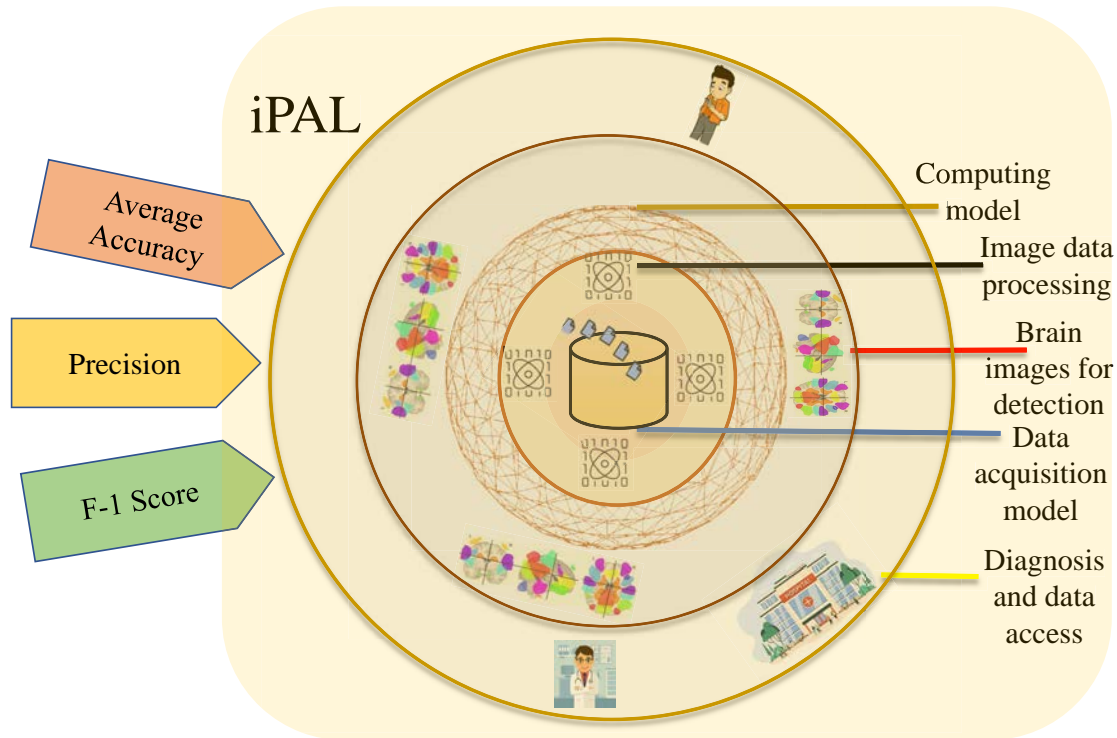 iPAL
Average
Accuracy
Precision
F-1 Score
Computing
model
Image data
processing
Brain
images for
detection
Data
acquisition
model
Diagnosis
and data
access
HOSPITAL